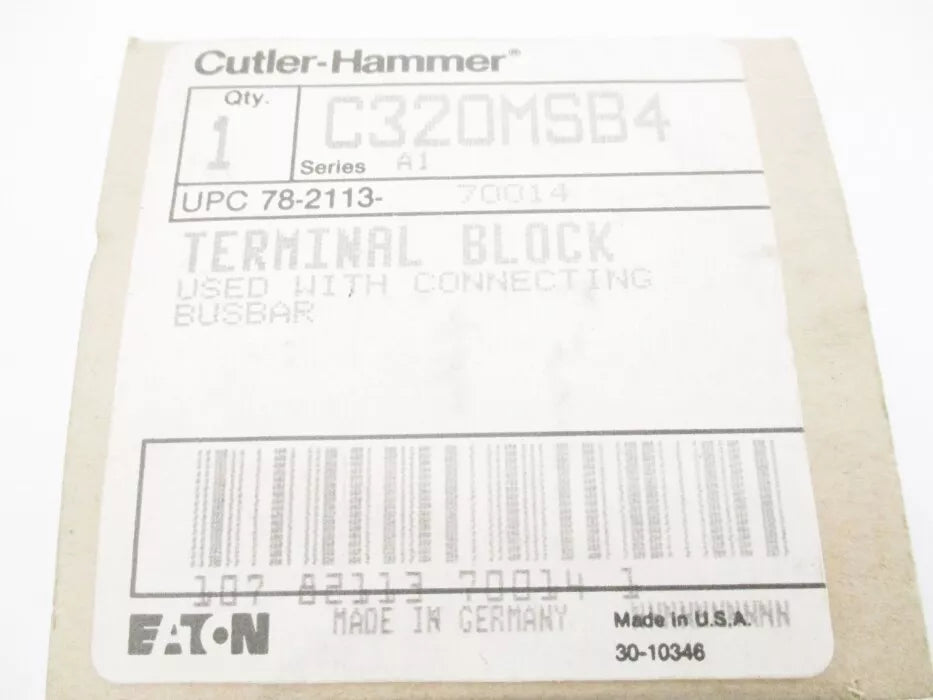 Cutler-Hammer®
Qty.
1
C320MSB4
Series A1
UPC 78-2113- 70014
TERMINAL BLOCK
USED WITH CONNECTING
BUSBAR
107 82113 70014 1
EATON
MADE IN GERMANY
Made in U.S.A.
30-10346